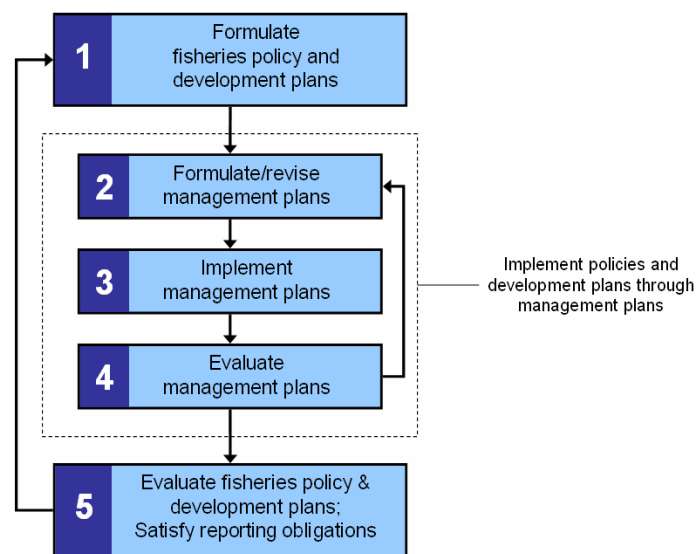 1
Formulate
fisheries policy and
development plans
2
Formulate/revise
management plans
3
Implement
management plans
Implement policies and
development plans through
management plans
4
Evaluate
management plans
5
Evaluate fisheries policy &
development plans;
Satisfy reporting obligations